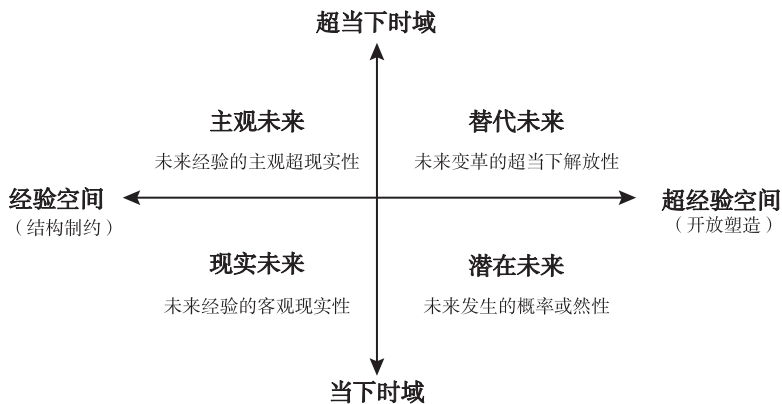 超当下时域
主观未来
未来经验的主观超现实性
替代未来
未来变革的超当下解放性
经验空间
（结构制约）
超经验空间
（开放塑造）
现实未来
未来经验的客观现实性
潜在未来
未来发生的概率或然性
当下时域